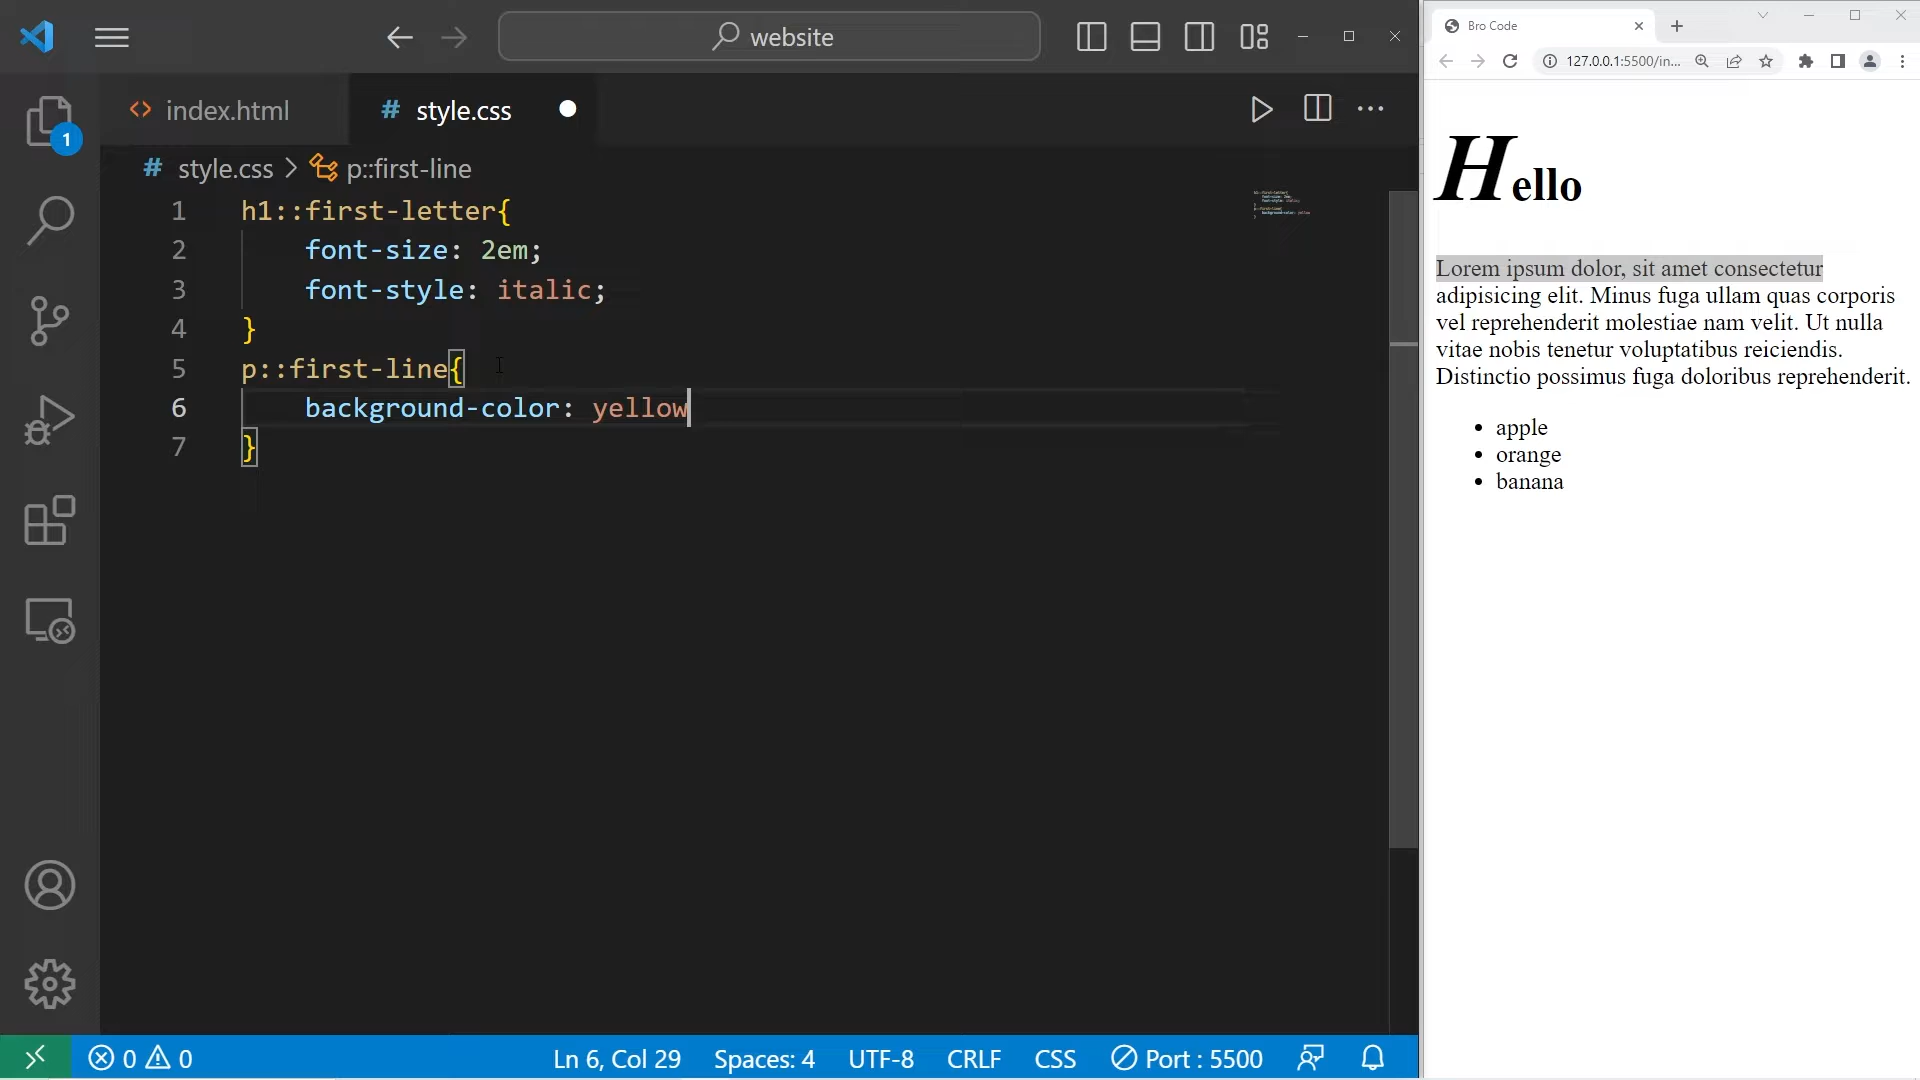 website
index.html
# style.css
# style.css > p::first-line
1 h1::first-letter{
2 font-size: 2em;
3 font-style: italic;
4 }
5 p::first-line{
6 background-color: yellow
7 }
1
0 0
Ln 6, Col 29
Spaces: 4
UTF-8
CRLF
CSS
Port : 5500
Bro Code
127.0.0.1:5500/in...
Hello
Lorem ipsum dolor, sit amet consectetur
adipisicing elit. Minus fuga ullam quas corporis
vel reprehenderit molestiae nam velit. Ut nulla
vitae nobis tenetur voluptatibus reiciendis.
Distinctio possimus fuga doloribus reprehenderit.
• apple
• orange
• banana